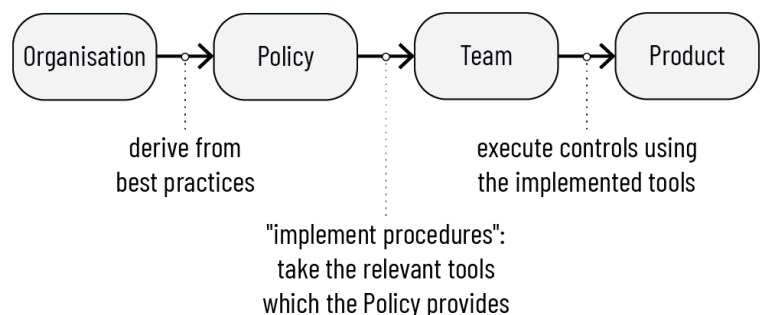 Organisation
Policy
Team
Product
derive from
best practices
execute controls using
the implemented tools
"implement procedures":
take the relevant tools
which the Policy provides